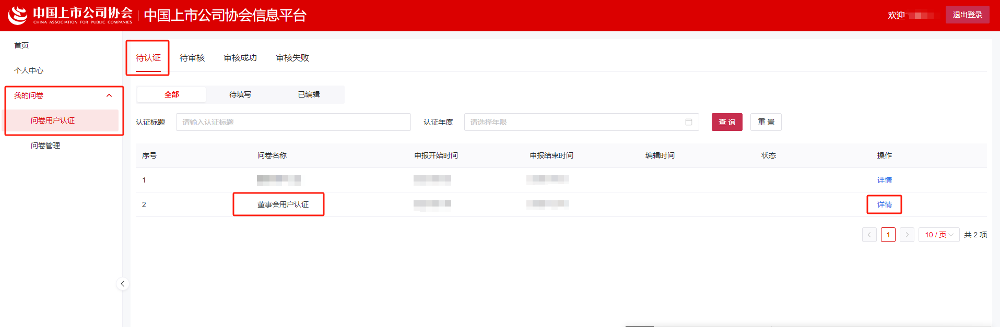 中国上市公司协会
CHINA ASSOCIATION FOR PUBLIC COMPANIES
中国上市公司协会信息平台
欢迎:
退出登录
首页
个人中心
我的问卷
问卷用户认证
问卷管理
待认证 待审核 审核成功 审核失败
全部 待填写 已编辑
认证标题 请输入认证标题 认证年度 请选择年限 查 询 重 置
序号 问卷名称 申报开始时间 申报结束时间 编辑时间 状态 操作
1 详情
2 董事会用户认证 详情
1 10 / 页 共 2 项